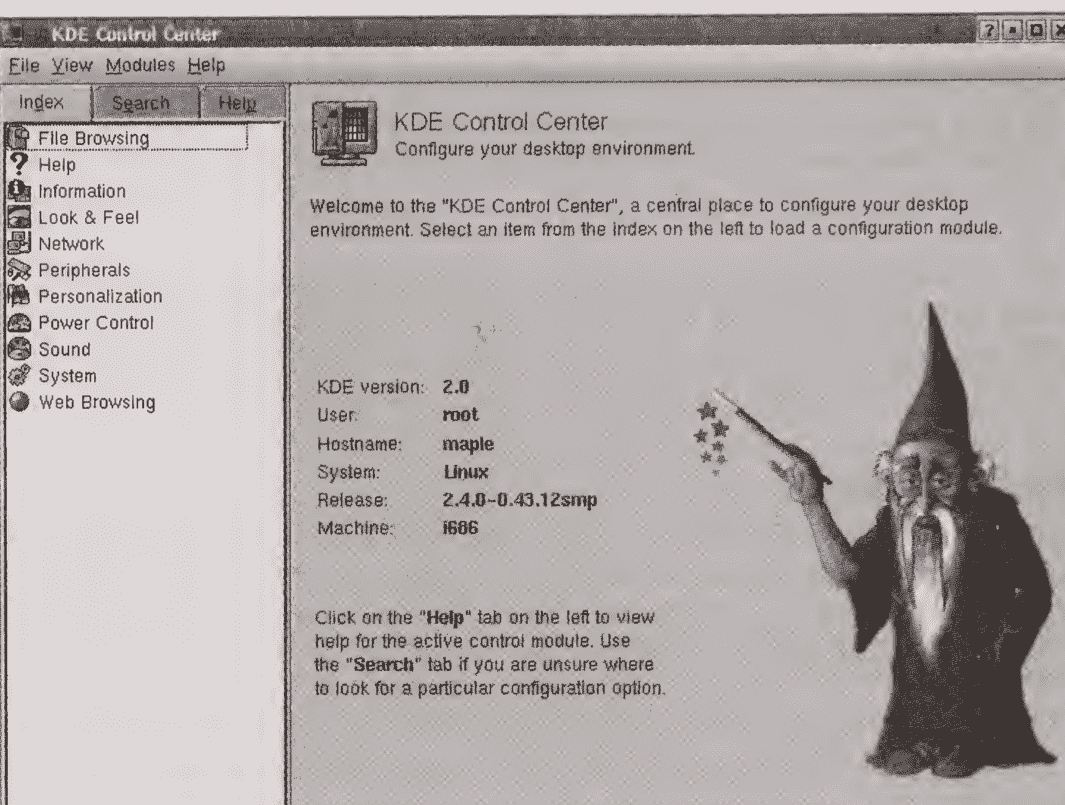 KDE Control Center
File View Modules Help
Index Search Help
File Browsing
Help
Information
Look & Feel
Network
Peripherals
Personalization
Power Control
Sound
System
Web Browsing
KDE Control Center
Configure your desktop environment.
Welcome to the "KDE Control Center", a central place to configure your desktop
environment. Select an item from the index on the left to load a configuration module.
KDE version: 2.0
User: root
Hostname: maple
System: Linux
Release: 2.4.0-0.43.12smp
Machine: i686
Click on the "Help" tab on the left to view
help for the active control module. Use
the "Search" tab if you are unsure where
to look for a particular configuration option.